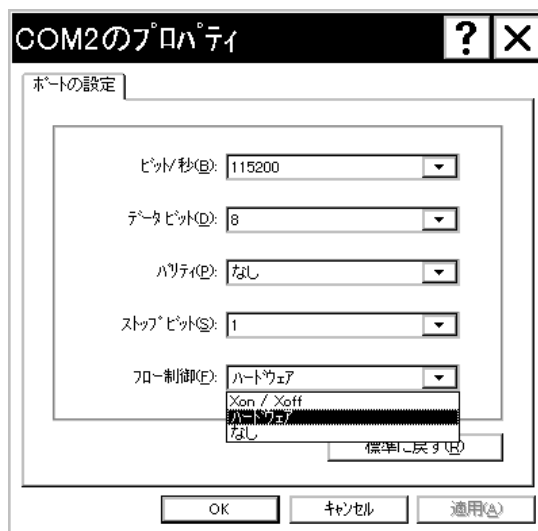 COM2のプロパティ
ポートの設定
ビット/秒(B): 115200
データ ビット(D): 8
パリティ(P): なし
ストップ ビット(S): 1
フロー制御(F): ハードウェア
Xon / Xoff
ハードウェア
なし
標準に戻す(R)
OK キャンセル 適用(A)